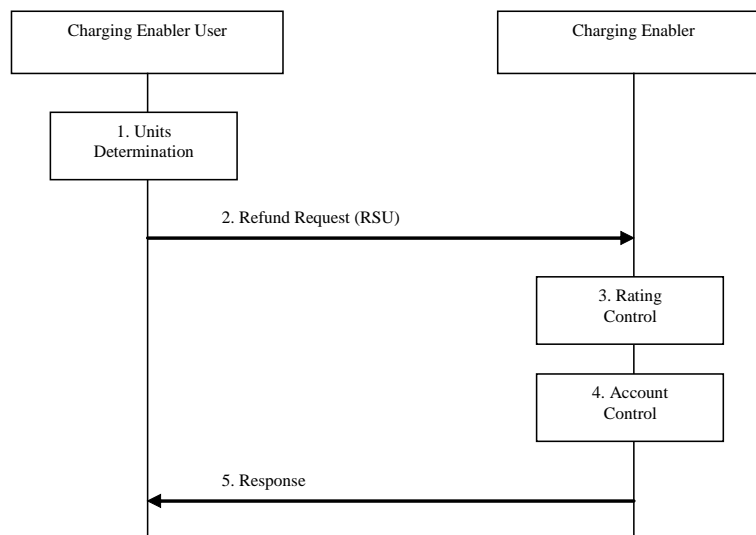 Charging Enabler User
Charging Enabler
1. Units
Determination
2. Refund Request (RSU)
3. Rating
Control
4. Account
Control
5. Response